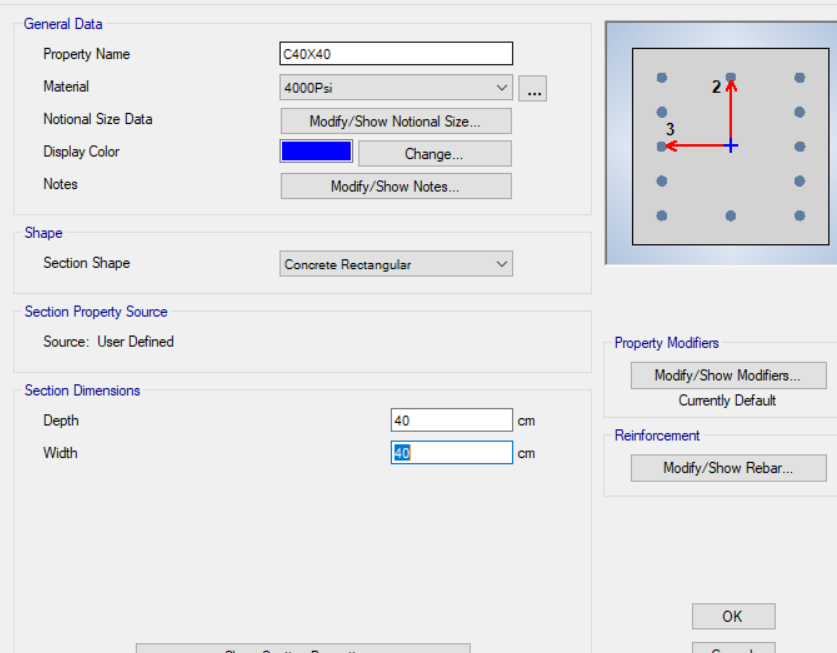 General Data
Property Name C40X40
Material 4000Psi ...
Notional Size Data Modify/Show Notional Size...
Display Color Change...
Notes Modify/Show Notes...
2
3
Shape
Section Shape Concrete Rectangular
Section Property Source
Source: User Defined
Property Modifiers
Modify/Show Modifiers...
Currently Default
Section Dimensions
Depth 40 cm
Width 40 cm
Reinforcement
Modify/Show Rebar...
OK